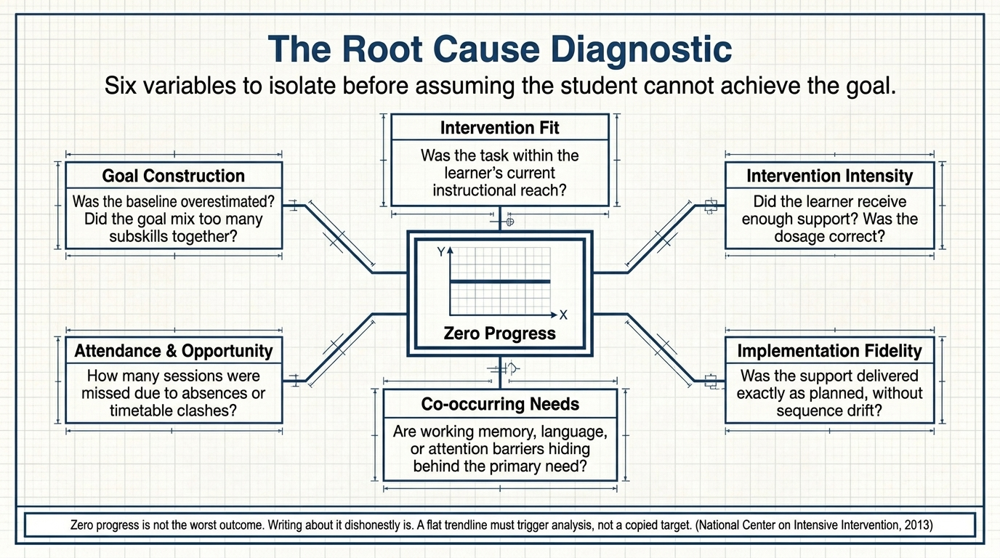 The Root Cause Diagnostic
Six variables to isolate before assuming the student cannot achieve the goal.
Intervention Fit
Was the task within the
learner's current
instructional reach?
Goal Construction
Was the baseline overestimated?
Did the goal mix too many
subskills together?
Intervention Intensity
Did the learner receive
enough support? Was the
dosage correct?
Y
X
Zero Progress
Attendance & Opportunity
How many sessions were
missed due to absences or
timetable clashes?
Implementation Fidelity
Was the support delivered
exactly as planned, without
sequence drift?
Co-occurring Needs
Are working memory, language,
or attention barriers hiding
behind the primary need?
Zero progress is not the worst outcome. Writing about it dishonestly is. A flat trendline must trigger analysis, not a copied target. (National Center on Intensive Intervention, 2013)